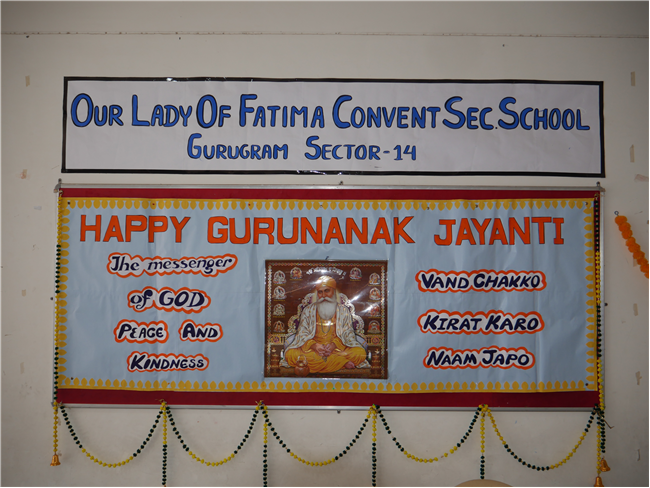 OUR LADY OF FATIMA CONVENT SEC. SCHOOL
GURUGRAM SECTOR-14
HAPPY GURUNANAK JAYANTI
The messenger
of GOD
PEACE AND
KINDNESS
VAND CHAKKO
KIRAT KARO
NAAM JAPO